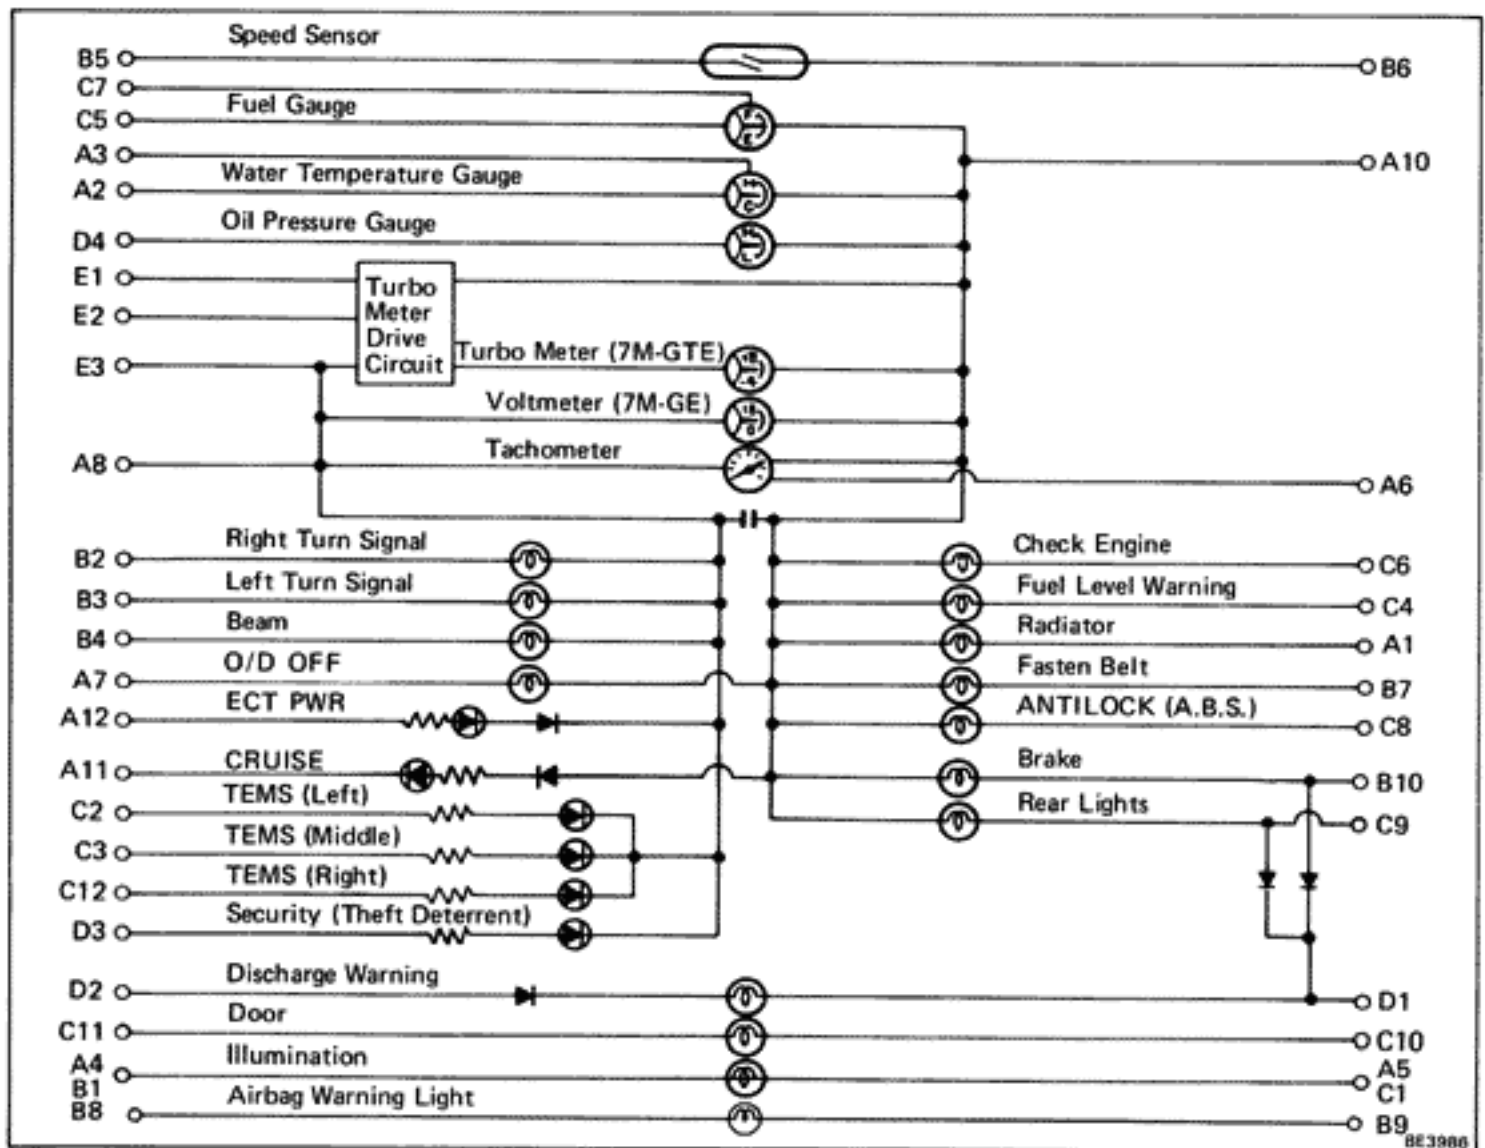 Speed Sensor
B5
B6
C7
Fuel Gauge
C5
A3
A10
Water Temperature Gauge
A2
Oil Pressure Gauge
D4
E1
Turbo
Meter
Drive
Circuit
E2
E3
Turbo Meter (7M-GTE)
Voltmeter (7M-GE)
Tachometer
A8
A6
Right Turn Signal
B2
Check Engine
C6
Left Turn Signal
B3
Fuel Level Warning
C4
Beam
B4
Radiator
A1
O/D OFF
A7
Fasten Belt
B7
ECT PWR
A12
ANTILOCK (A.B.S.)
C8
CRUISE
A11
Brake
B10
TEMS (Left)
C2
Rear Lights
C9
TEMS (Middle)
C3
TEMS (Right)
C12
Security (Theft Deterrent)
D3
Discharge Warning
D2
D1
Door
C11
C10
Illumination
A4
B1
A5
C1
Airbag Warning Light
B8
B9
BE3986